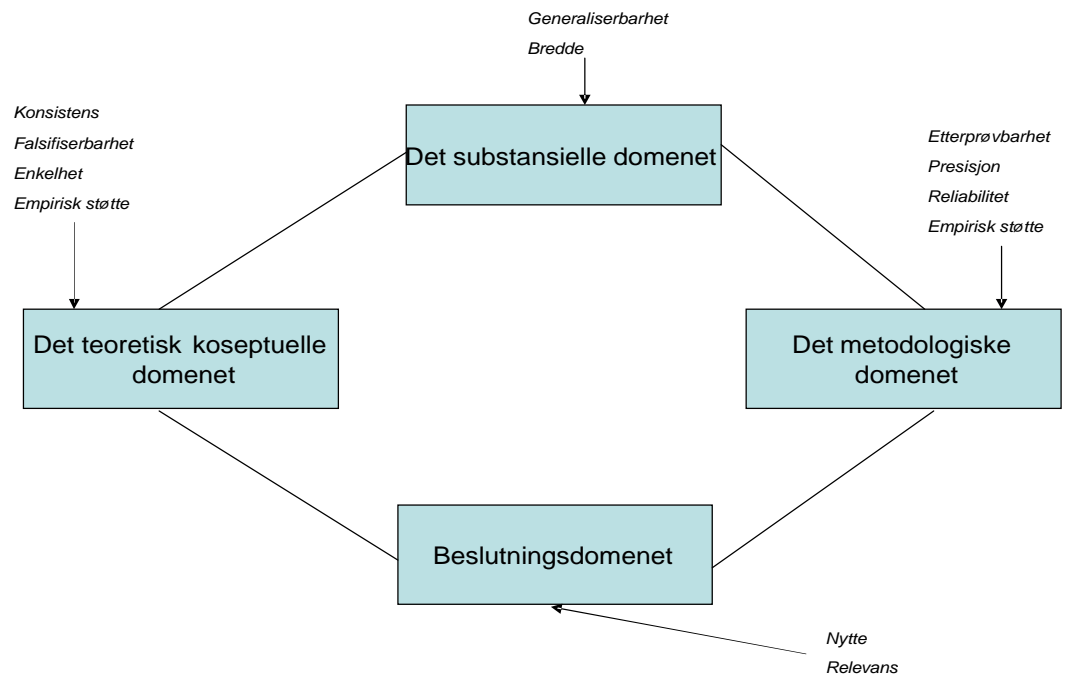 Generaliserbarhet
Bredde
Konsistens
Falsifiserbarhet
Enkelhet
Empirisk støtte
Det substansielle domenet
Etterprøvbarhet
Presisjon
Reliabilitet
Empirisk støtte
Det teoretisk koseptuelle
domenet
Det metodologiske
domenet
Beslutningsdomenet
Nytte
Relevans